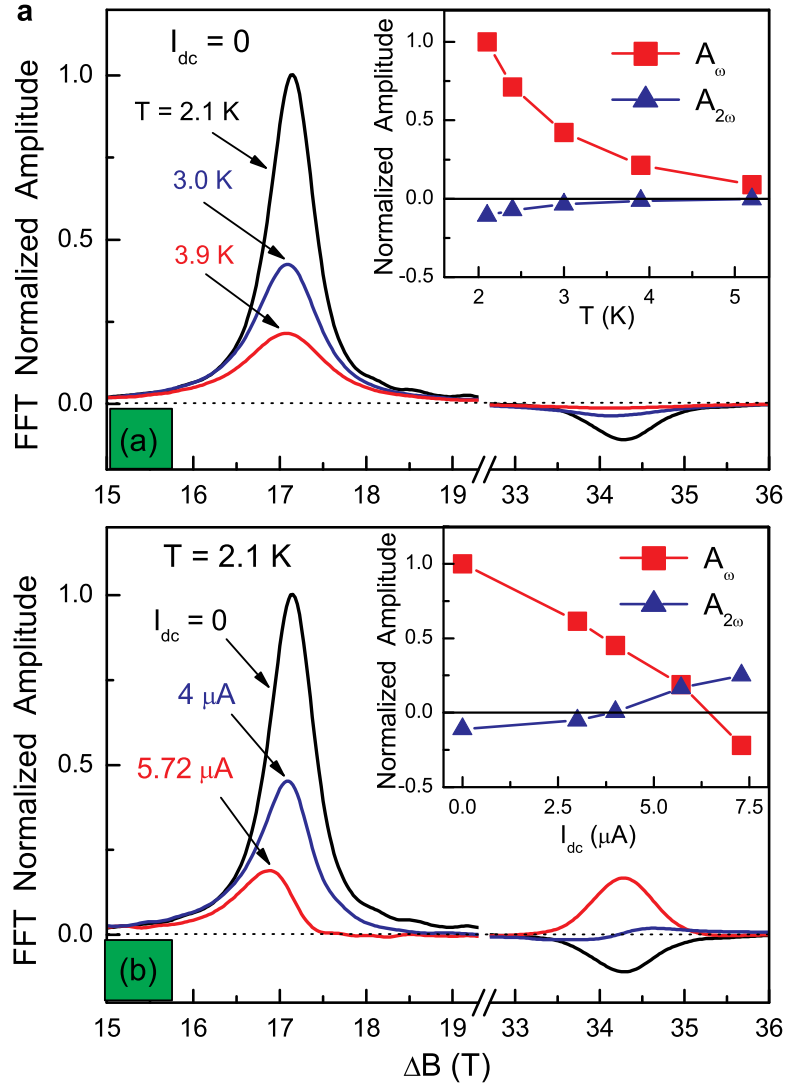 a
I_dc = 0
T = 2.1 K
3.0 K
3.9 K
FFT Normalized Amplitude
1.0
0.5
0.0
(a)
15 16 17 18 19 33 34 35 36
Normalized Amplitude
1.0
0.5
0.0
-0.5
2 3 4 5
T (K)
A_ω
A_2ω
T = 2.1 K
I_dc = 0
4 μA
5.72 μA
FFT Normalized Amplitude
1.0
0.5
0.0
(b)
15 16 17 18 19 33 34 35 36
ΔB (T)
Normalized Amplitude
1.0
0.5
0.0
-0.5
0.0 2.5 5.0 7.5
I_dc (μA)
A_ω
A_2ω